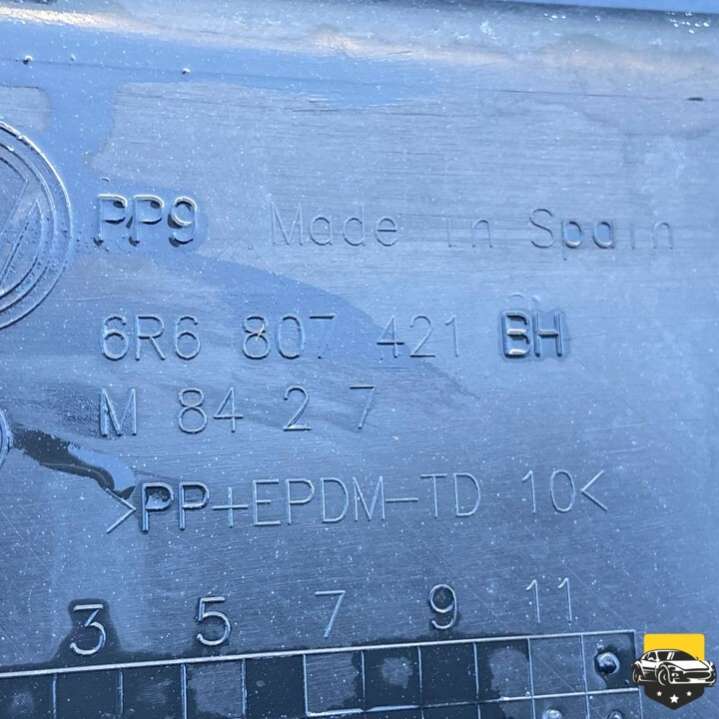 PP9 Made in Spain
6R6 807 421 BH
M 84 2 7
>PP+EPDM-TD 10<
3 5 7 9 11